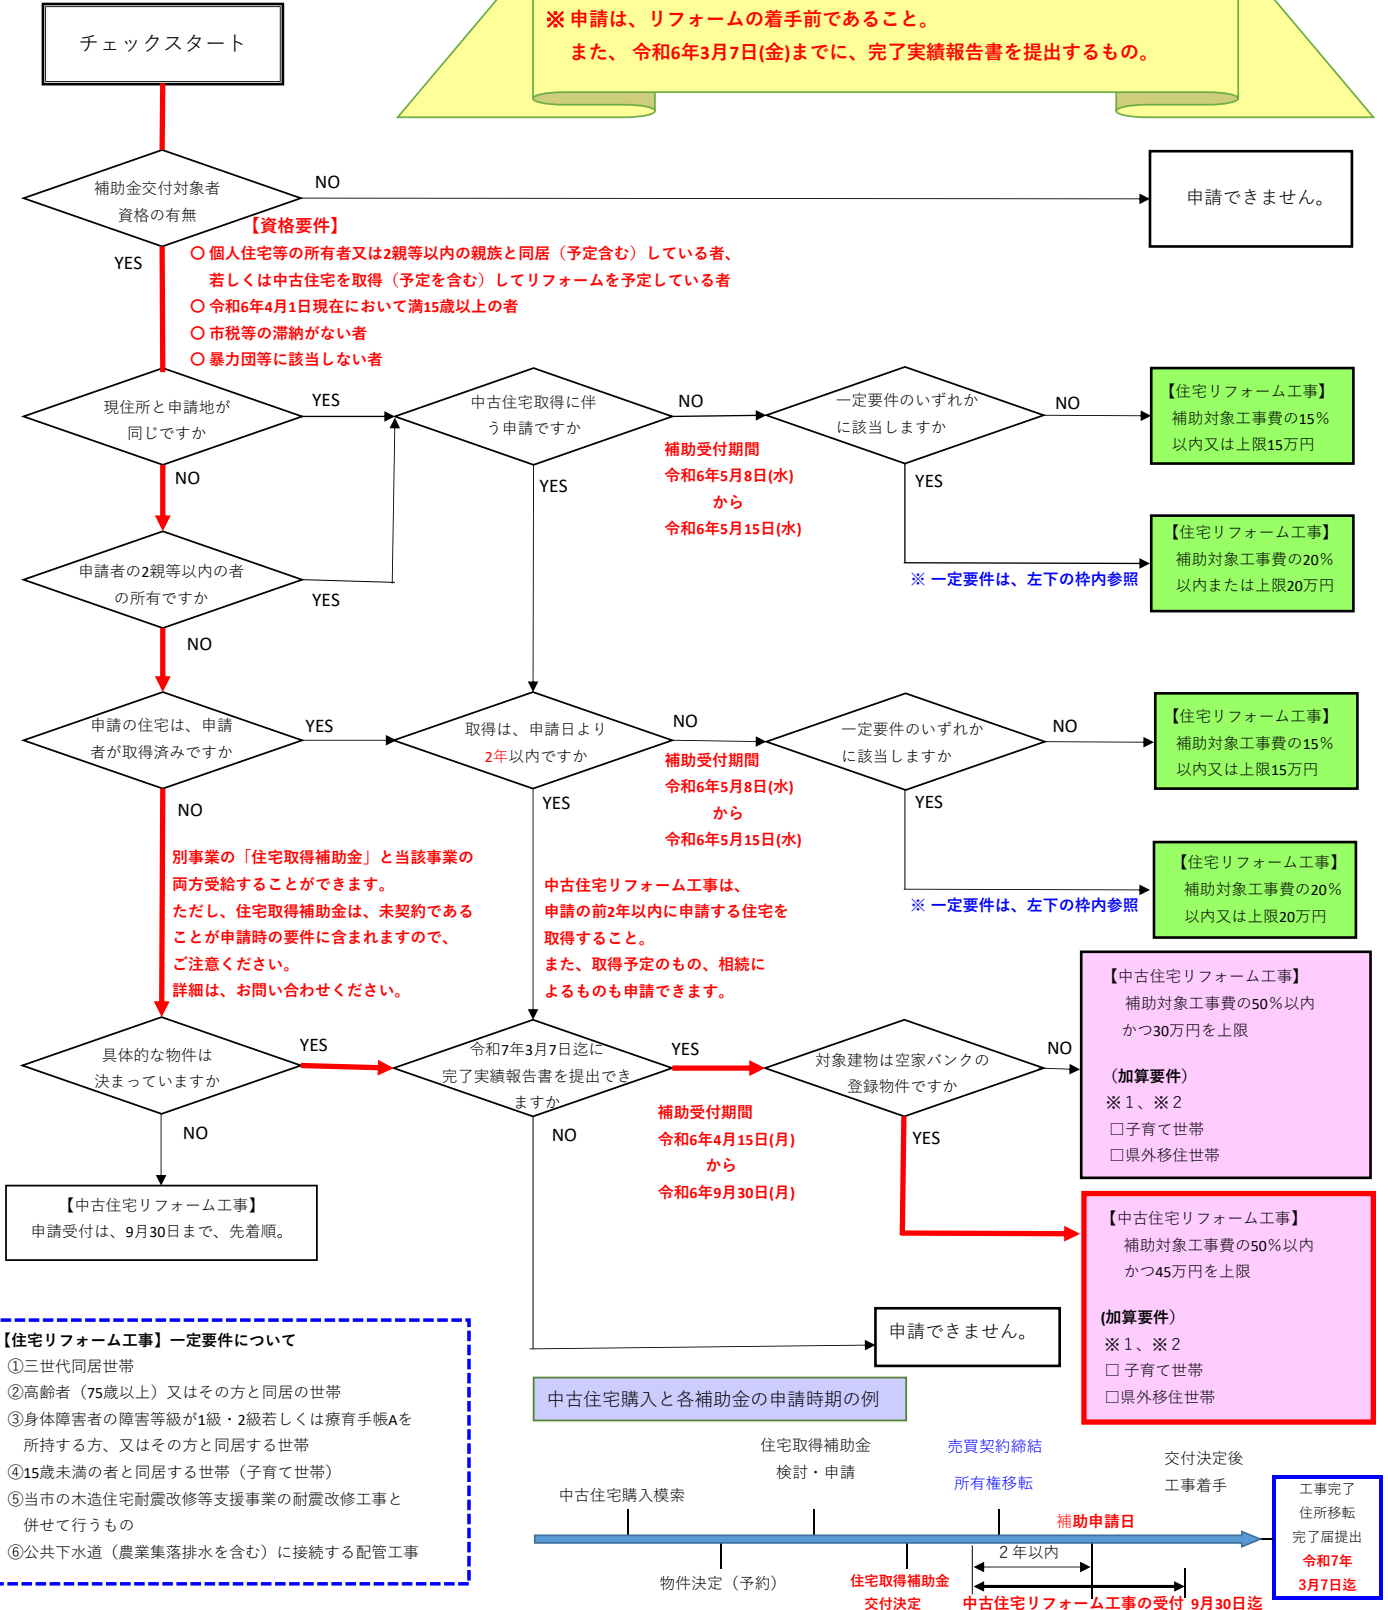 ※ 申請は、リフォームの着手前であること。
また、 令和6年3月7日(金)までに、完了実績報告書を提出するもの。
チェックスタート
補助金交付対象者
資格の有無
NO
申請できません。
YES
【資格要件】
〇 個人住宅等の所有者又は2親等以内の親族と同居（予定含む）している者、
若しくは中古住宅を取得（予定を含む）してリフォームを予定している者
〇 令和6年4月1日現在において満15歳以上の者
〇 市税等の滞納がない者
〇 暴力団等に該当しない者
現住所と申請地が
同じですか
YES
NO
中古住宅取得に伴
う申請ですか
NO
YES
補助受付期間
令和6年5月8日(水)
から
令和6年5月15日(水)
一定要件のいずれか
に該当しますか
NO
YES
【住宅リフォーム工事】
補助対象工事費の15%
以内又は上限15万円
【住宅リフォーム工事】
補助対象工事費の20%
以内または上限20万円
※ 一定要件は、左下の枠内参照
申請者の2親等以内の者
の所有ですか
YES
NO
申請の住宅は、申請
者が取得済みですか
YES
NO
取得は、申請日より
2年以内ですか
NO
YES
補助受付期間
令和6年5月8日(水)
から
令和6年5月15日(水)
一定要件のいずれか
に該当しますか
NO
YES
【住宅リフォーム工事】
補助対象工事費の15%
以内又は上限15万円
【住宅リフォーム工事】
補助対象工事費の20%
以内又は上限20万円
※ 一定要件は、左下の枠内参照
別事業の「住宅取得補助金」と当該事業の
両方受給することができます。
ただし、住宅取得補助金は、未契約である
ことが申請時の要件に含まれますので、
ご注意ください。
詳細は、お問い合わせください。
中古住宅リフォーム工事は、
申請の前2年以内に申請する住宅を
取得すること。
また、取得予定のもの、相続に
よるものも申請できます。
具体的な物件は
決まっていますか
YES
NO
令和7年3月7日迄に
完了実績報告書を提出でき
ますか
YES
NO
補助受付期間
令和6年4月15日(月)
から
令和6年9月30日(月)
対象建物は空家バンクの
登録物件ですか
NO
YES
【中古住宅リフォーム工事】
補助対象工事費の50%以内
かつ30万円を上限
（加算要件）
※１、※２
□子育て世帯
□県外移住世帯
【中古住宅リフォーム工事】
補助対象工事費の50%以内
かつ45万円を上限
(加算要件）
※１、※２
□ 子育て世帯
□県外移住世帯
【中古住宅リフォーム工事】
申請受付は、9月30日まで、先着順。
申請できません。
【住宅リフォーム工事】一定要件について
①三世代同居世帯
②高齢者（75歳以上）又はその方と同居の世帯
③身体障害者の障害等級が1級・2級若しくは療育手帳Aを
所持する方、又はその方と同居する世帯
④15歳未満の者と同居する世帯（子育て世帯）
⑤当市の木造住宅耐震改修等支援事業の耐震改修工事と
併せて行うもの
⑥公共下水道（農業集落排水を含む）に接続する配管工事
中古住宅購入と各補助金の申請時期の例
中古住宅購入模索
住宅取得補助金
検討・申請
売買契約締結
所有権移転
補助申請日
交付決定後
工事着手
工事完了
住所移転
完了届提出
令和7年
3月7日迄
物件決定（予約）
住宅取得補助金
交付決定
２年以内
中古住宅リフォーム工事の受付 9月30日迄